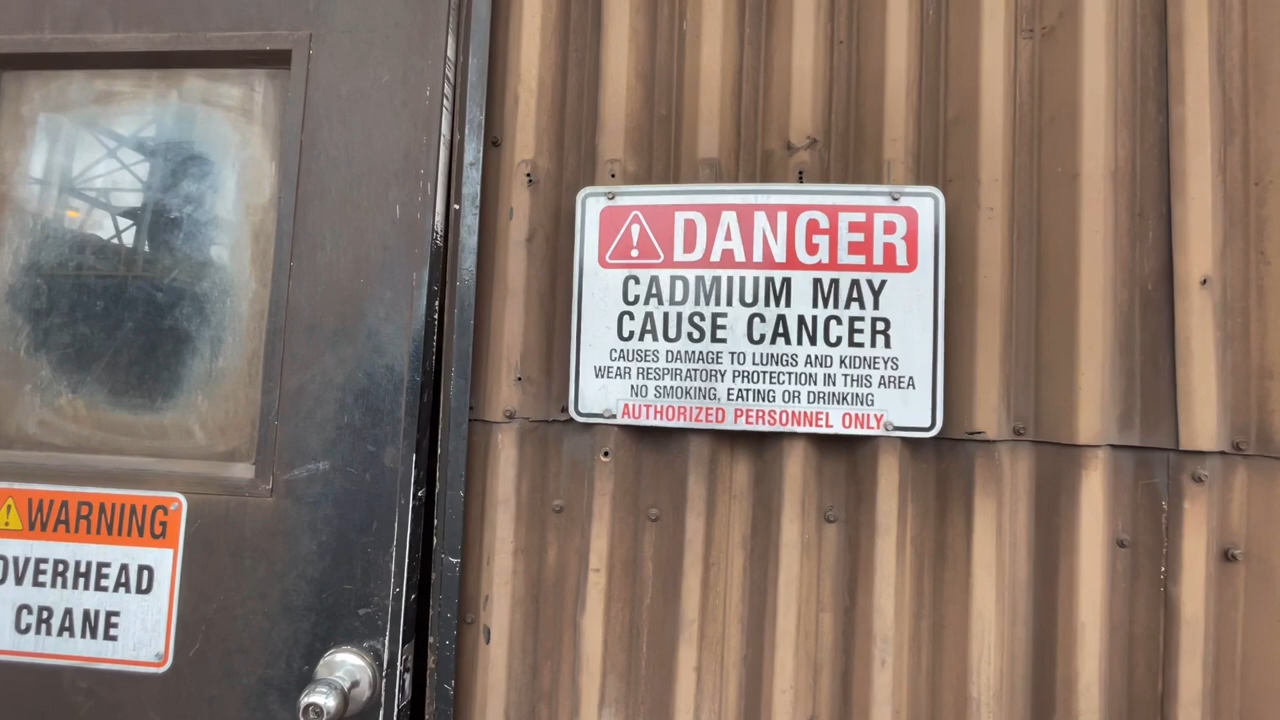 DANGER
CADMIUM MAY
CAUSE CANCER
CAUSES DAMAGE TO LUNGS AND KIDNEYS
WEAR RESPIRATORY PROTECTION IN THIS AREA
NO SMOKING, EATING OR DRINKING
AUTHORIZED PERSONNEL ONLY
WARNING
OVERHEAD
CRANE